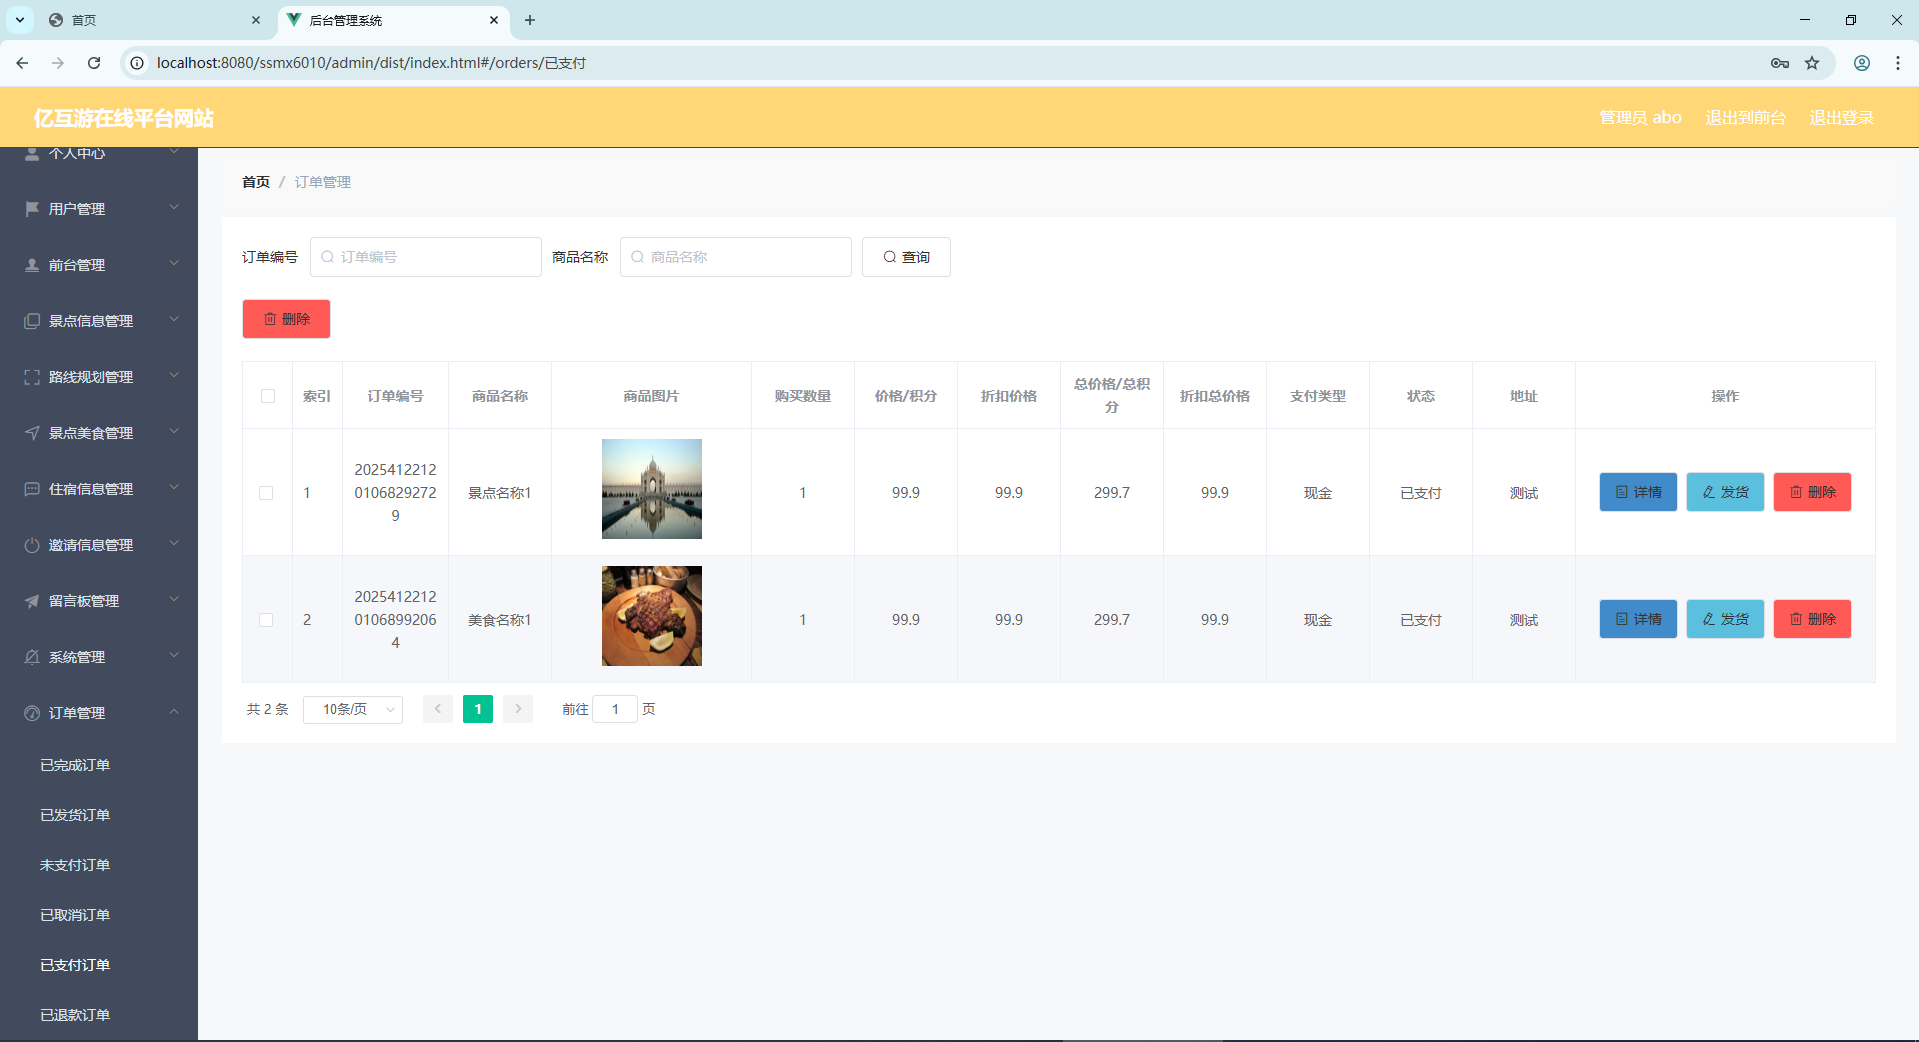 首页
后台管理系统
localhost:8080/ssmx6010/admin/dist/index.html#/orders/已支付
亿互游在线平台网站
管理员 abo
退出到前台
退出登录
个人中心
用户管理
前台管理
景点信息管理
路线规划管理
景点美食管理
住宿信息管理
邀请信息管理
留言板管理
系统管理
订单管理
已完成订单
已发货订单
未支付订单
已取消订单
已支付订单
已退款订单
首页 / 订单管理
订单编号 订单编号 商品名称 商品名称 查询
删除
索引 订单编号 商品名称 商品图片 购买数量 价格/积分 折扣价格 总价格/总积分 折扣总价格 支付类型 状态 地址 操作
1 202541221201068292729 景点名称1 1 99.9 99.9 299.7 99.9 现金 已支付 测试 详情 发货 删除
2 202541221201068992064 美食名称1 1 99.9 99.9 299.7 99.9 现金 已支付 测试 详情 发货 删除
共 2 条 10条/页 1 前往 1 页